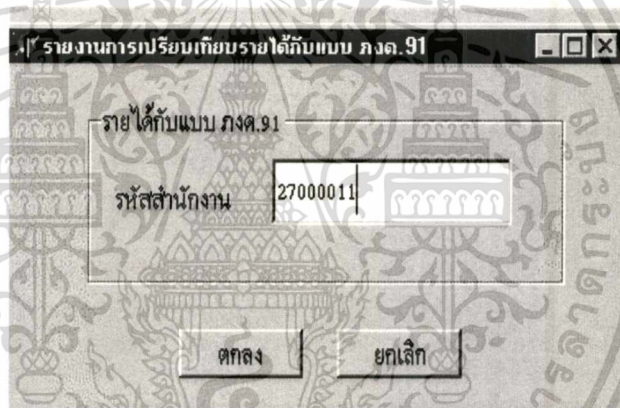 รายงานการเปรียบเทียบรายได้กับแบบ ภงด.91
รายได้กับแบบ ภงด.91
รหัสสำนักงาน
27000011
ตกลง
ยกเลิก